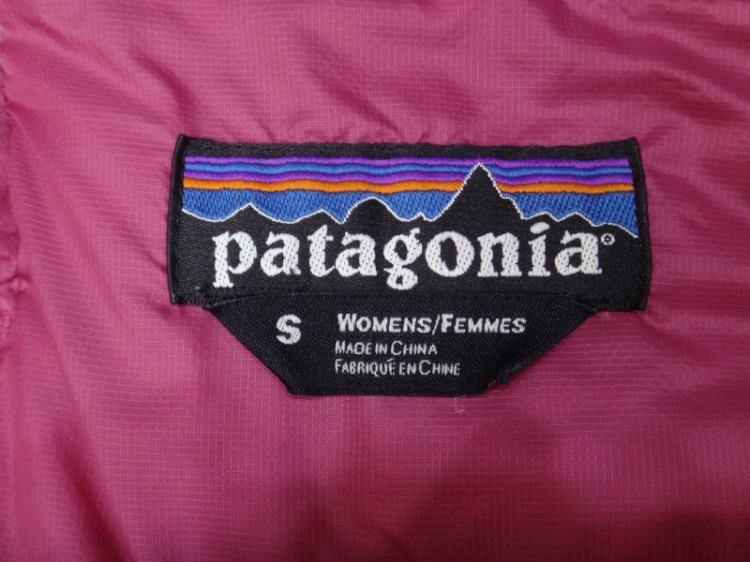 patagonia®
S WOMENS/FEMMES
MADE IN CHINA
FABRIQUÉ EN CHINE